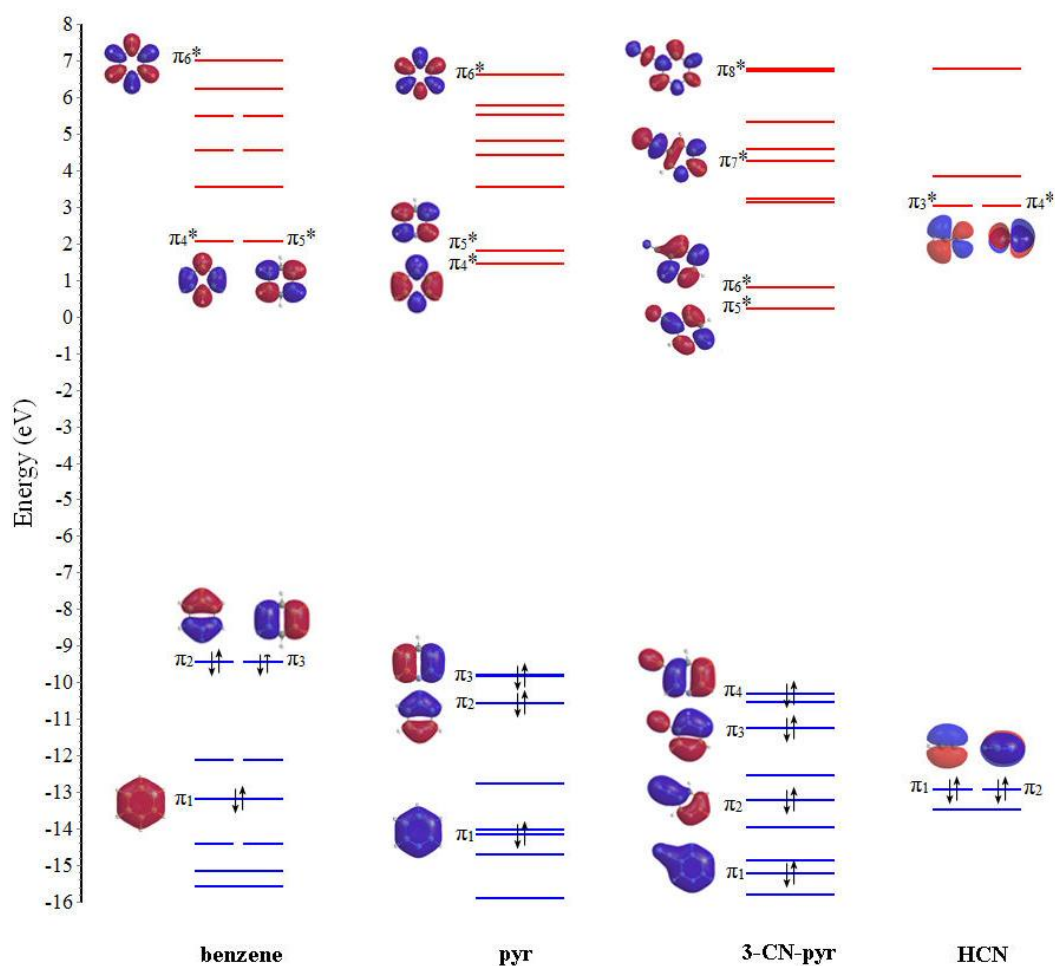 Energy (eV)
8
7
6
5
4
3
2
1
0
-1
-2
-3
-4
-5
-6
-7
-8
-9
-10
-11
-12
-13
-14
-15
-16
π6*
π4* π5*
π2 π3
π1
benzene
π6*
π5*
π4*
π3
π2
π1
pyr
π8*
π7*
π6*
π5*
π4
π3
π2
π1
3-CN-pyr
π3* π4*
π1 π2
HCN